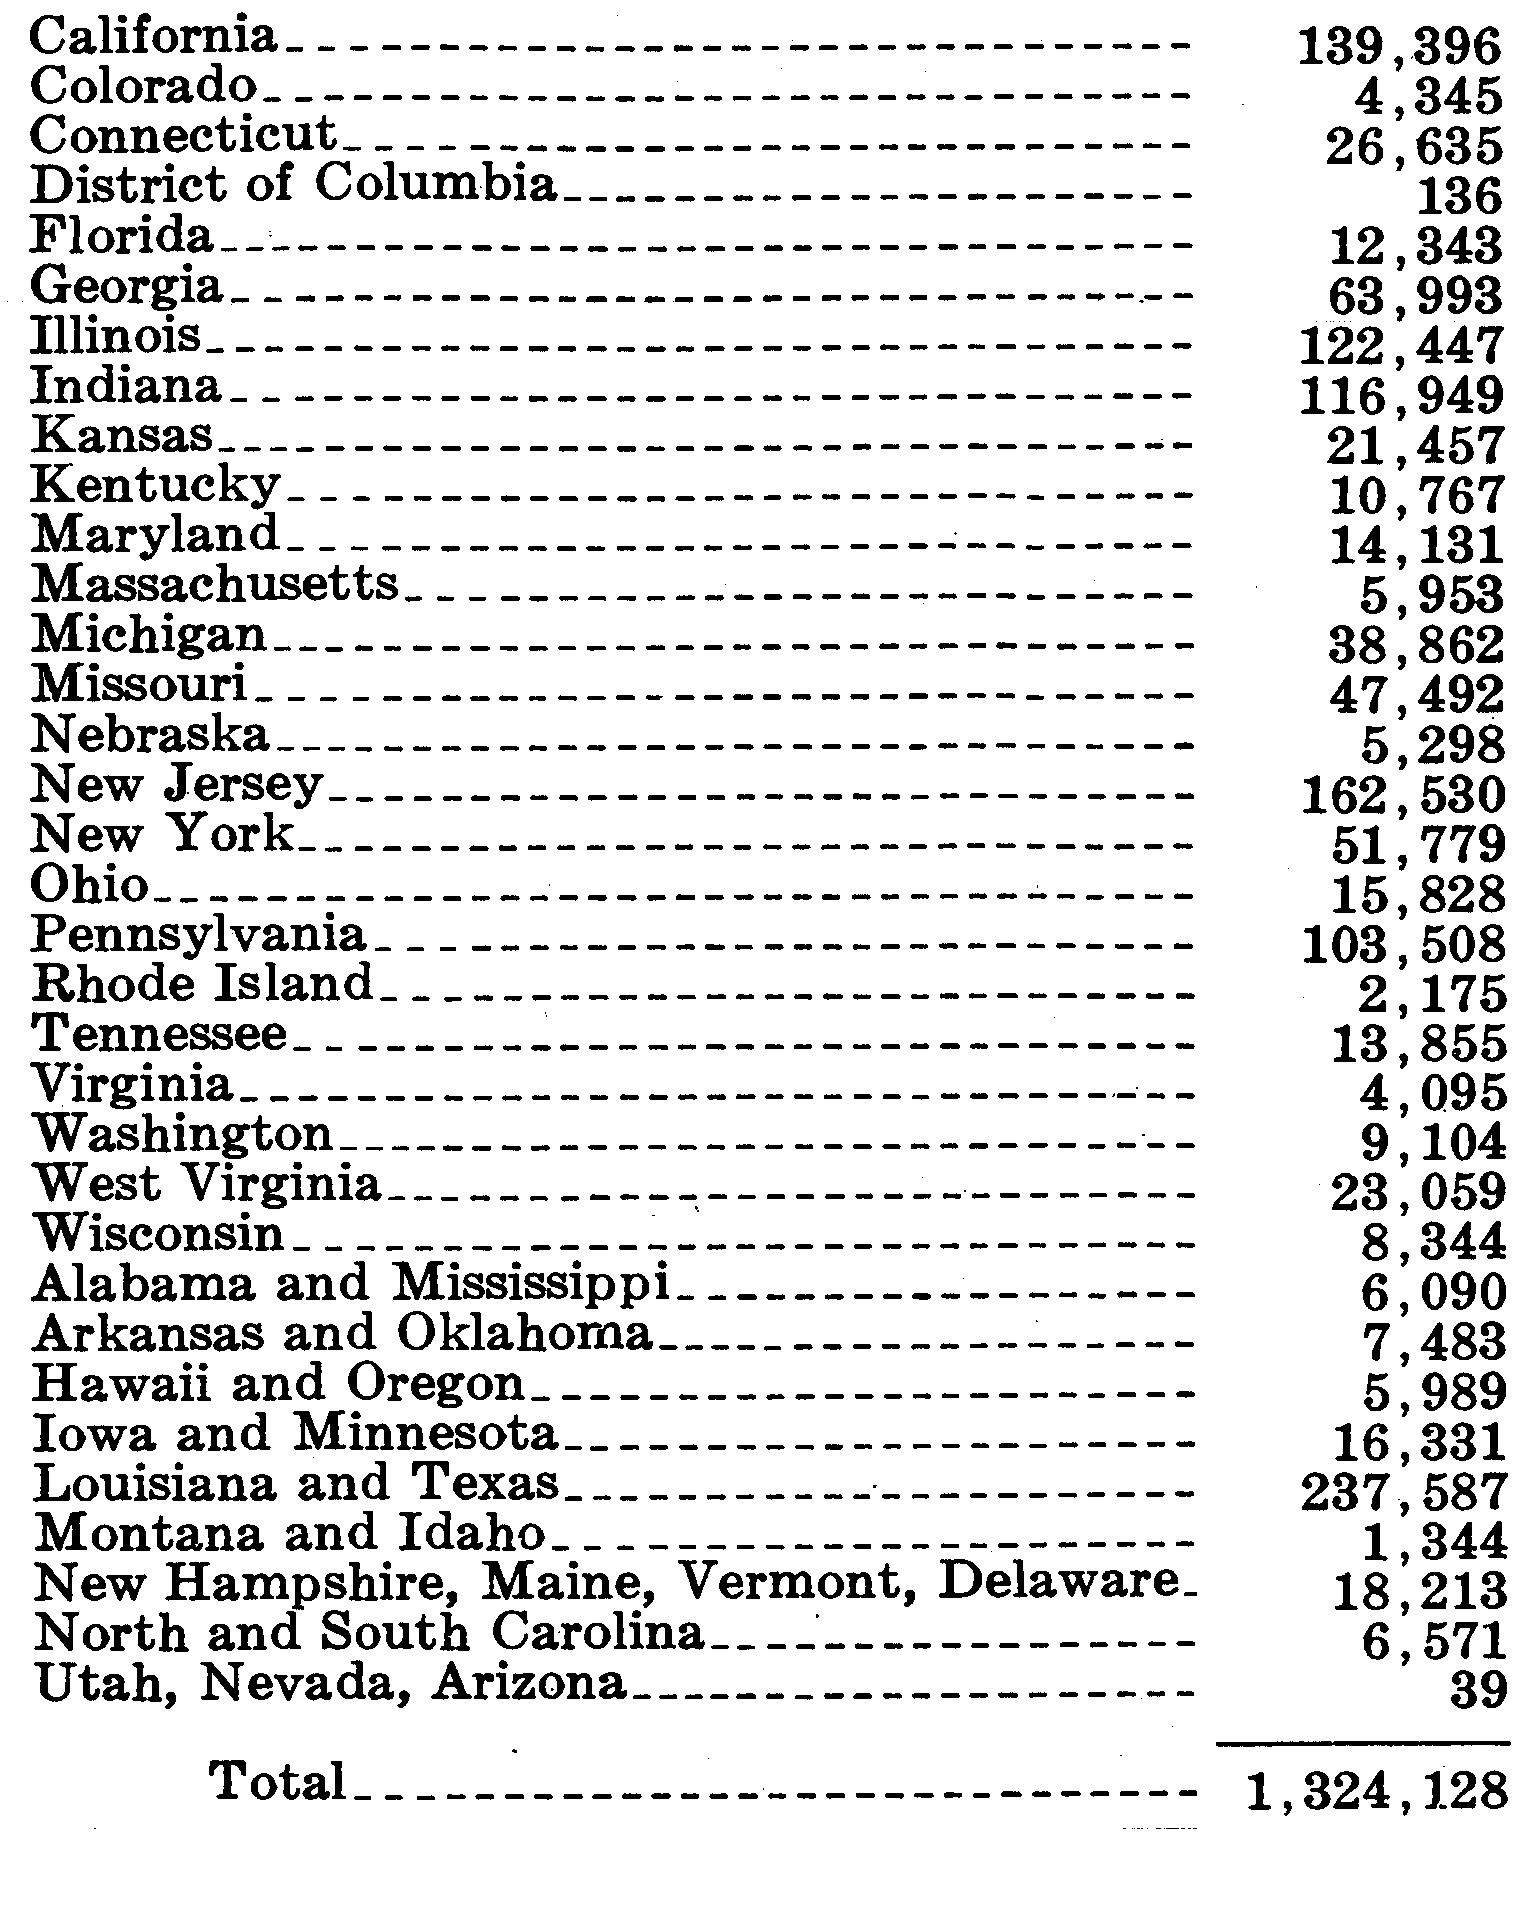 California 139,396
Colorado 4,345
Connecticut 26,635
District of Columbia 136
Florida 12,343
Georgia 63,993
Illinois 122,447
Indiana 116,949
Kansas 21,457
Kentucky 10,767
Maryland 14,131
Massachusetts 5,953
Michigan 38,862
Missouri 47,492
Nebraska 5,298
New Jersey 162,530
New York 51,779
Ohio 15,828
Pennsylvania 103,508
Rhode Island 2,175
Tennessee 13,855
Virginia 4,095
Washington 9,104
West Virginia 23,059
Wisconsin 8,344
Alabama and Mississippi 6,090
Arkansas and Oklahoma 7,483
Hawaii and Oregon 5,989
Iowa and Minnesota 16,331
Louisiana and Texas 237,587
Montana and Idaho 1,344
New Hampshire, Maine, Vermont, Delaware 18,213
North and South Carolina 6,571
Utah, Nevada, Arizona 39
Total 1,324,128